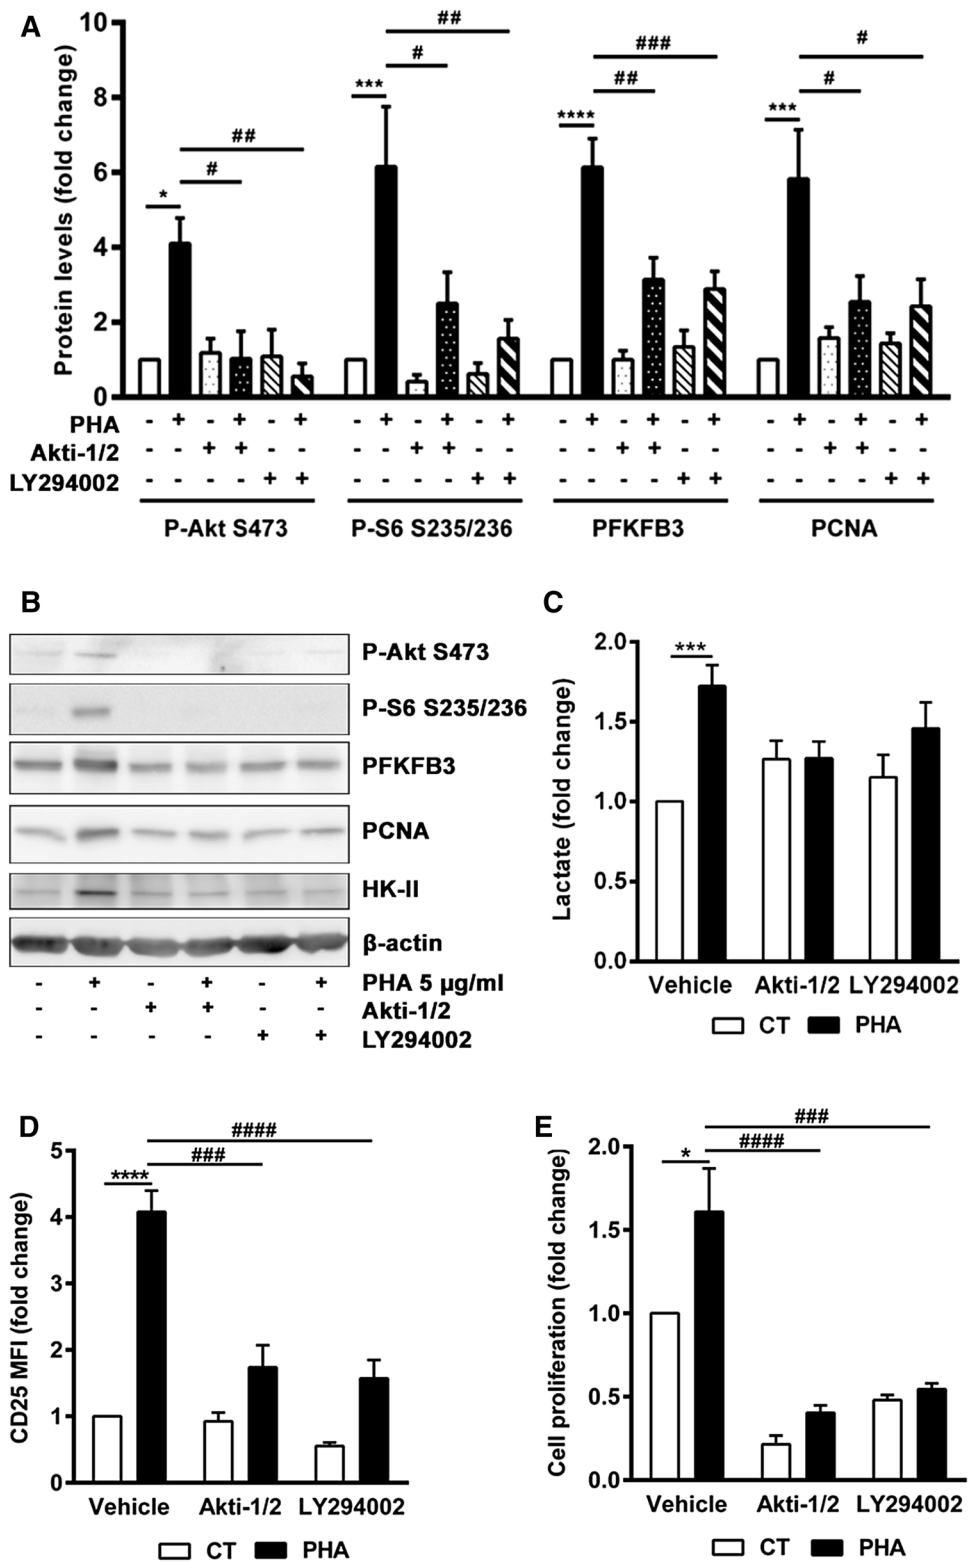 A
Protein levels (fold change)
10
8
6
4
2
0
* # ## *** # ## **** ## ### *** # #
PHA - + - + - + - + - + - + - + - + - + - + - + - +
Akti-1/2 - - + + - - - - + + - - - - + + - - - - + + - -
LY294002 - - - - + + - - - - + + - - - - + + - - - - + +
P-Akt S473 P-S6 S235/236 PFKFB3 PCNA
B
P-Akt S473
P-S6 S235/236
PFKFB3
PCNA
HK-II
β-actin
- + - + - + PHA 5 µg/ml
- - + + - - Akti-1/2
- - - - + + LY294002
C
Lactate (fold change)
2.0
1.5
1.0
0.5
0.0
***
Vehicle Akti-1/2 LY294002
CT PHA
D
CD25 MFI (fold change)
5
4
3
2
1
0
####
###
****
Vehicle Akti-1/2 LY294002
CT PHA
E
Cell proliferation (fold change)
2.0
1.5
1.0
0.5
0.0
###
####
*
Vehicle Akti-1/2 LY294002
CT PHA